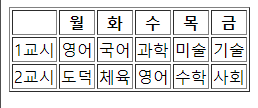 월 화 수 목 금
1교시 영어 국어 과학 미술 기술
2교시 도덕 체육 영어 수학 사회